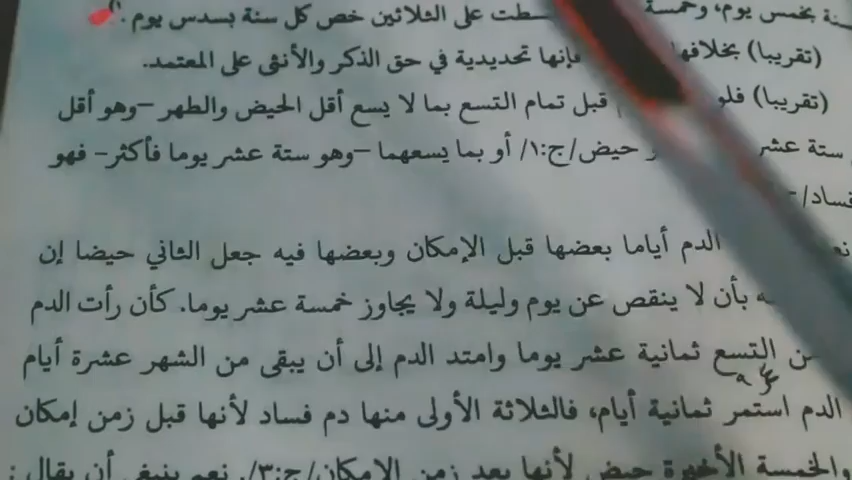 سنة بخمس يوم، وخمسة سطت على الثلاثين خص كل سنة بسدس يوم.
(تقريبا) بخلافها فإنها تحديدية في حق الذكر والأنثى على المعتمد.
(تقريبا) فلو قبل تمام التسع بما لا يسع أقل الحيض والطهر –وهو أقل
ستة عشر حيض/ج:١/ أو بما يسعهما –وهو ستة عشر يوما فأكثر– فهو
فساد/
الدم أياما بعضها قبل الإمكان وبعضها فيه جعل الثاني حيضا إن
بأن لا ينقص عن يوم وليلة ولا يجاوز خمسة عشر يوما. كأن رأت الدم
التسع ثمانية عشر يوما وامتد الدم إلى أن يبقى من الشهر عشرة أيام
الدم استمر ثمانية أيام، فالثلاثة الأولى منها دم فساد لأنها قبل زمن إمكان
والخمسة الأخيرة حيض لأنها بعد زمن الإمكان/ج:٣/. نعم ينبغي أن يقال: